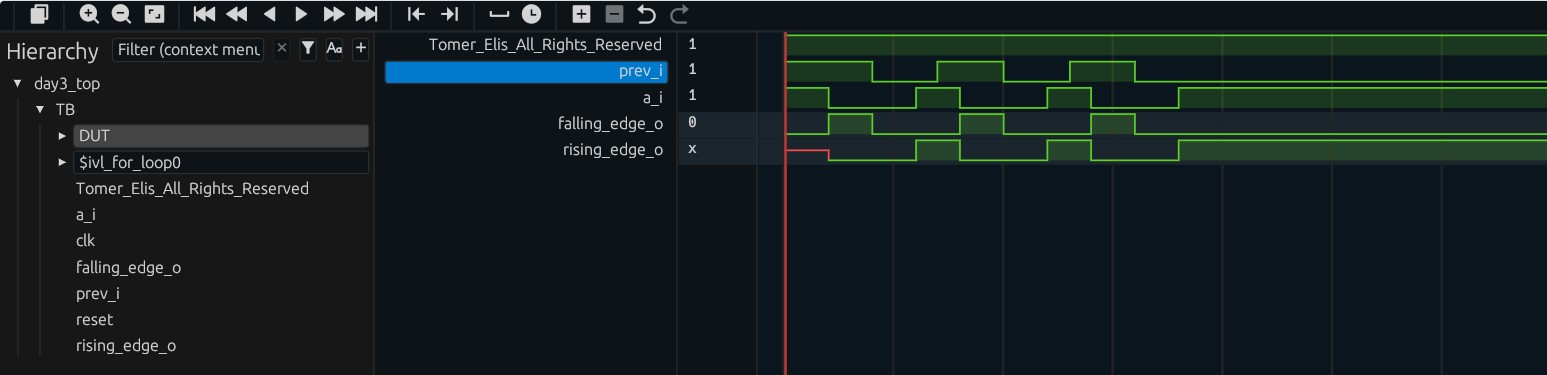 Hierarchy
Filter (context menu
Aa
day3_top
TB
DUT
$ivl_for_loop0
Tomer_Elis_All_Rights_Reserved
a_i
clk
falling_edge_o
prev_i
reset
rising_edge_o
Tomer_Elis_All_Rights_Reserved 1
prev_i 1
a_i 1
falling_edge_o 0
rising_edge_o x